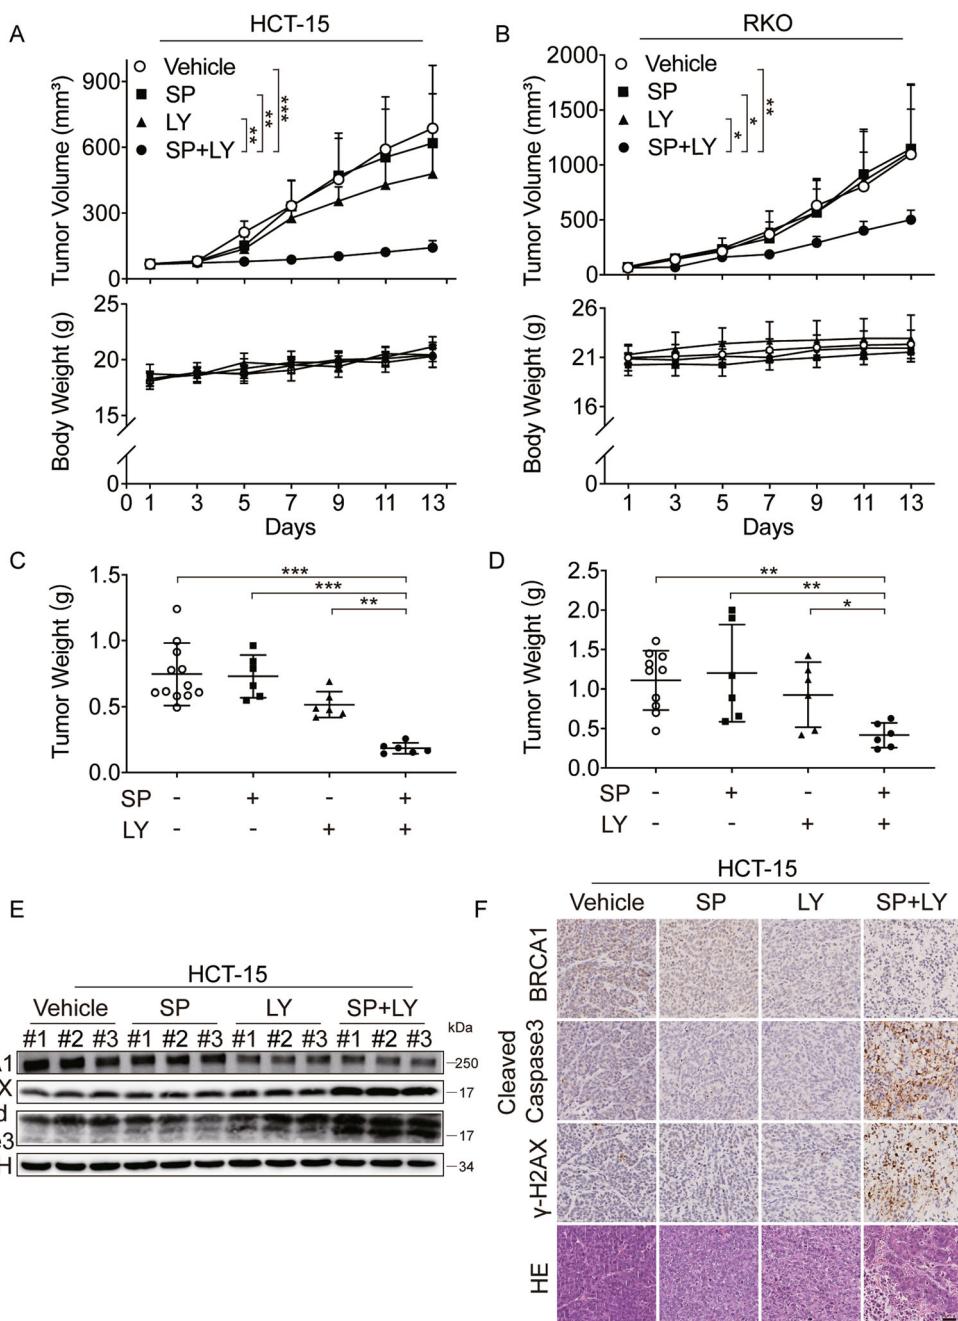 A
HCT-15
Tumor Volume (mm³)
900
600
300
0
Vehicle
SP
LY
SP+LY
**
**
***
Body Weight (g)
25
20
15
0
0 1 3 5 7 9 11 13
Days
B
RKO
Tumor Volume (mm³)
2000
1500
1000
500
0
Vehicle
SP
LY
SP+LY
*
*
**
Body Weight (g)
26
21
16
0
1 3 5 7 9 11 13
Days
C
Tumor Weight (g)
1.5
1.0
0.5
0.0
***
***
**
SP - + - +
LY - - + +
D
Tumor Weight (g)
2.5
2.0
1.5
1.0
0.5
0.0
**
**
*
SP - + - +
LY - - + +
E
HCT-15
Vehicle SP LY SP+LY
#1 #2 #3 #1 #2 #3 #1 #2 #3 #1 #2 #3
kDa
A1
250
X
17
d
e3
17
H
34
F
HCT-15
Vehicle SP LY SP+LY
BRCA1
Cleaved
Caspase3
γ-H2AX
HE